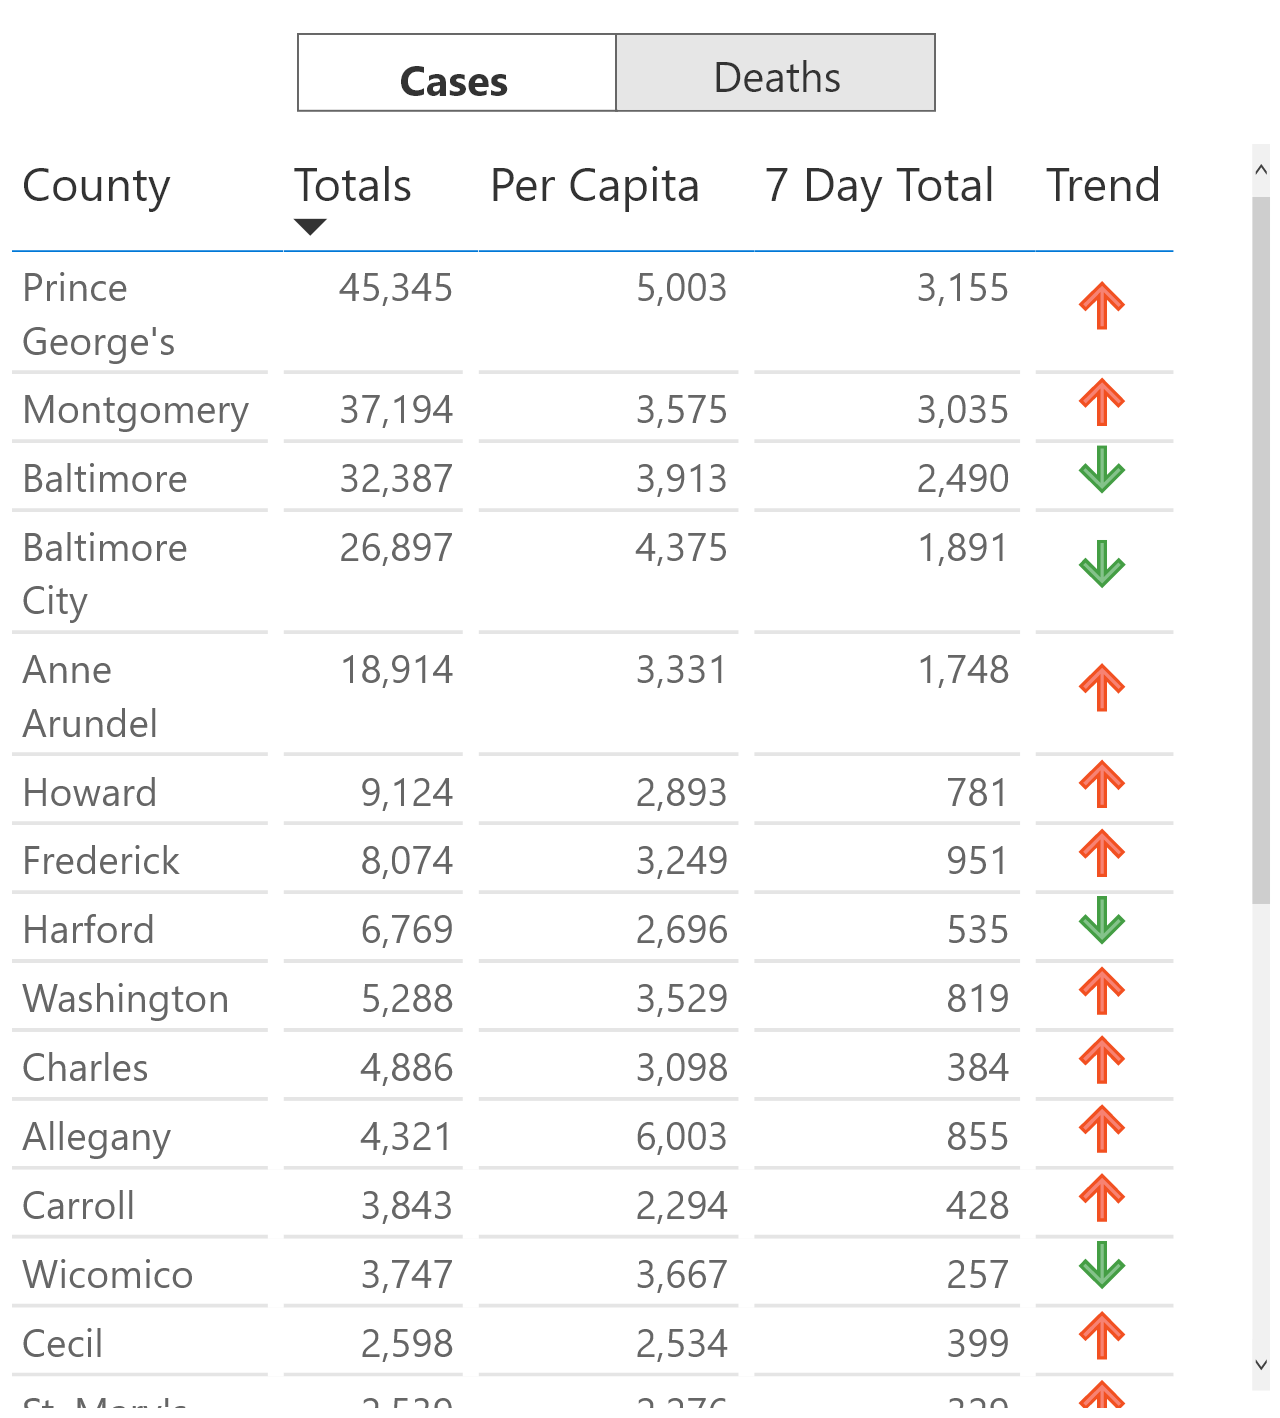 Cases Deaths
County Totals Per Capita 7 Day Total Trend
Prince 45,345 5,003 3,155
George's
Montgomery 37,194 3,575 3,035
Baltimore 32,387 3,913 2,490
Baltimore 26,897 4,375 1,891
City
Anne 18,914 3,331 1,748
Arundel
Howard 9,124 2,893 781
Frederick 8,074 3,249 951
Harford 6,769 2,696 535
Washington 5,288 3,529 819
Charles 4,886 3,098 384
Allegany 4,321 6,003 855
Carroll 3,843 2,294 428
Wicomico 3,747 3,667 257
Cecil 2,598 2,534 399
St. Mary's